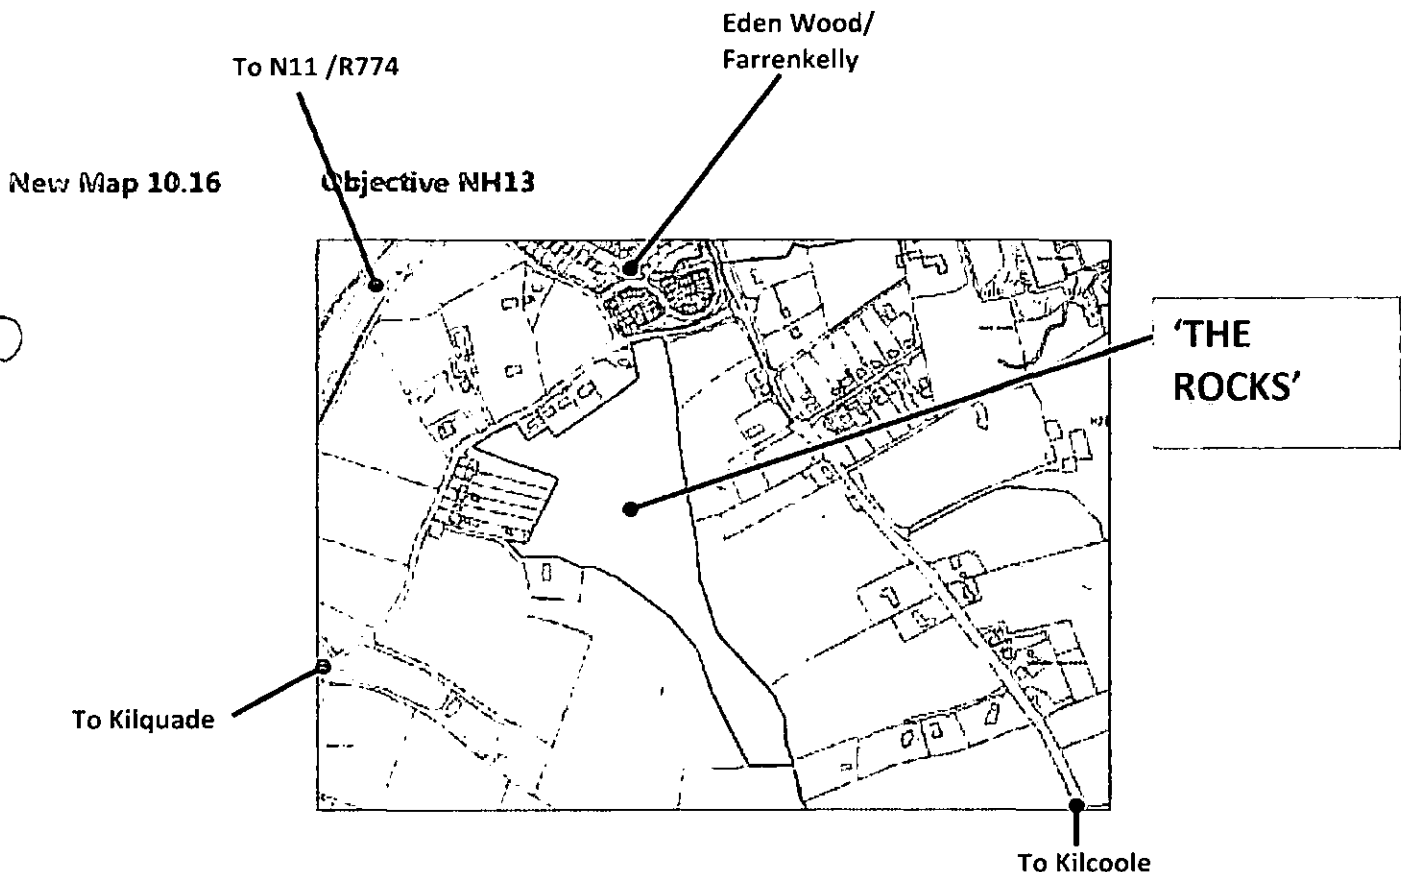 Eden Wood/
Farrenkelly
To N11 /R774
New Map 10.16 Objective NH13
'THE
ROCKS'
To Kilquade
To Kilcoole